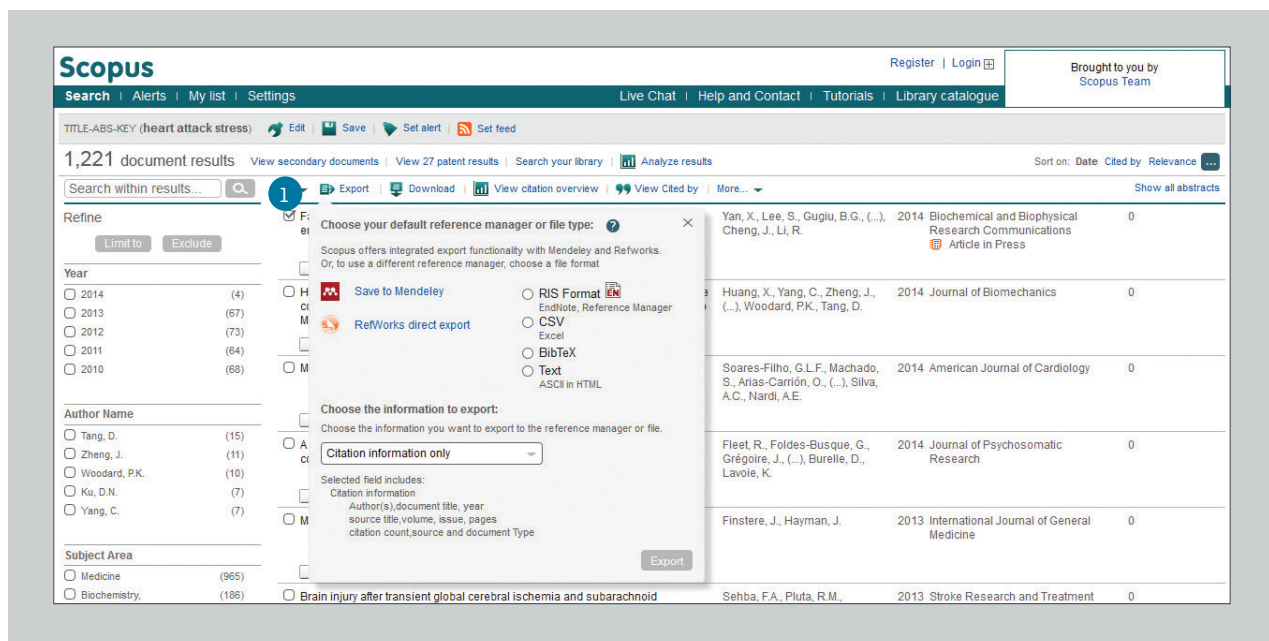 Scopus
Register | Login
Brought to you by
Scopus Team
Search | Alerts | My list | Settings
Live Chat | Help and Contact | Tutorials | Library catalogue
TITLE-ABS-KEY (heart attack stress) Edit | Save | Set alert | Set feed
1,221 document results View secondary documents | View 27 patent results | Search your library | Analyze results
Sort on: Date Cited by Relevance ...
Search within results...
1
Export | Download | View citation overview | View Cited by | More...
Show all abstracts
Refine
Limit to Exclude
Year
2014 (4)
2013 (67)
2012 (73)
2011 (64)
2010 (68)
Author Name
Tang, D. (15)
Zheng, J. (11)
Woodard, P.K. (10)
Ku, D.N. (7)
Yang, C. (7)
Subject Area
Medicine (965)
Biochemistry, (186)
Choose your default reference manager or file type: ?
Scopus offers integrated export functionality with Mendeley and Refworks.
Or, to use a different reference manager, choose a file format
Save to Mendeley
RefWorks direct export
RIS Format EN
EndNote, Reference Manager
CSV
Excel
BibTeX
Text
ASCII in HTML
Choose the information to export:
Choose the information you want to export to the reference manager or file.
Citation information only
Selected field includes:
Citation information
Author(s),document title, year
source title,volume, issue, pages
citation count,source and document Type
Export
Yan, X., Lee, S., Gugiu, B.G., (...),
Cheng, J., Li, R.
2014 Biochemical and Biophysical
Research Communications
Article in Press
0
Huang, X., Yang, C., Zheng, J.,
(...), Woodard, P.K., Tang, D.
2014 Journal of Biomechanics 0
Soares-Filho, G.L.F., Machado,
S., Arias-Carrión, O., (...), Silva,
A.C., Nardi, A.E.
2014 American Journal of Cardiology 0
Fleet, R., Foldes-Busque, G.,
Grégoire, J., (...), Burelle, D.,
Lavoie, K.
2014 Journal of Psychosomatic
Research
0
Finstere, J., Hayman, J.
2013 International Journal of General
Medicine
0
Brain injury after transient global cerebral ischemia and subarachnoid
Sehba, F.A., Pluta, R.M.,
2013 Stroke Research and Treatment 0